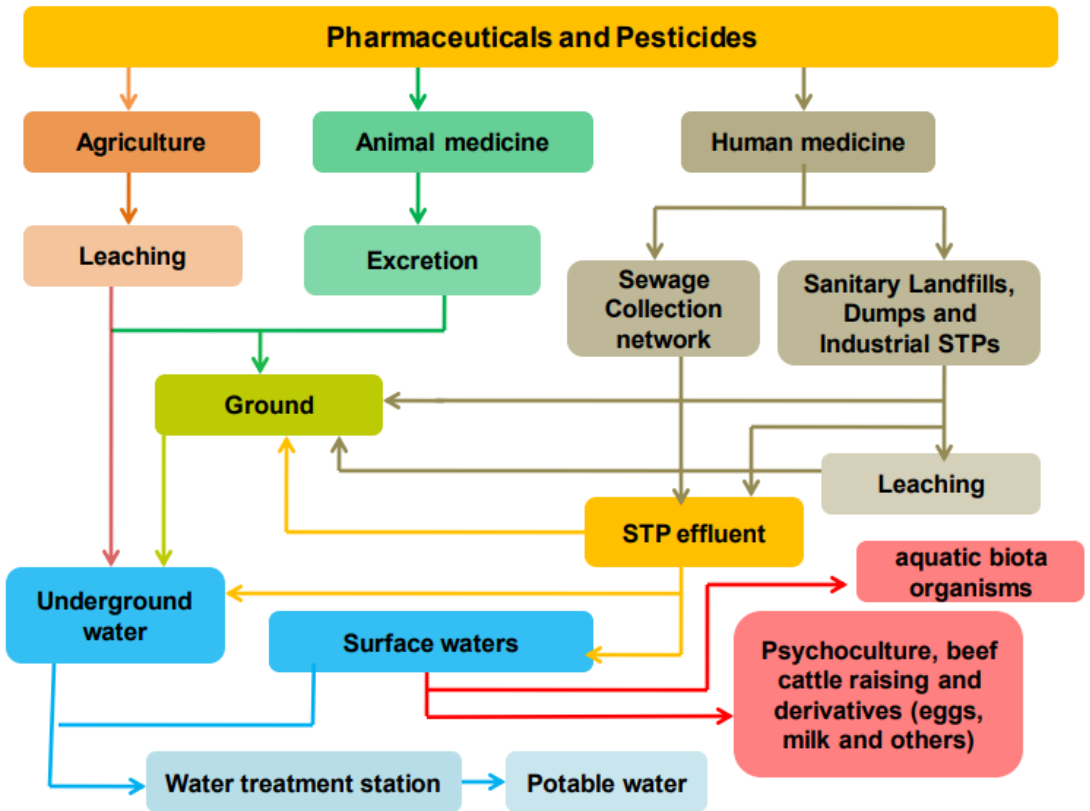 Pharmaceuticals and Pesticides
Agriculture
Animal medicine
Human medicine
Leaching
Excretion
Sewage
Collection
network
Sanitary Landfills,
Dumps and
Industrial STPs
Ground
Leaching
STP effluent
aquatic biota
organisms
Underground
water
Surface waters
Psychoculture, beef
cattle raising and
derivatives (eggs,
milk and others)
Water treatment station
Potable water